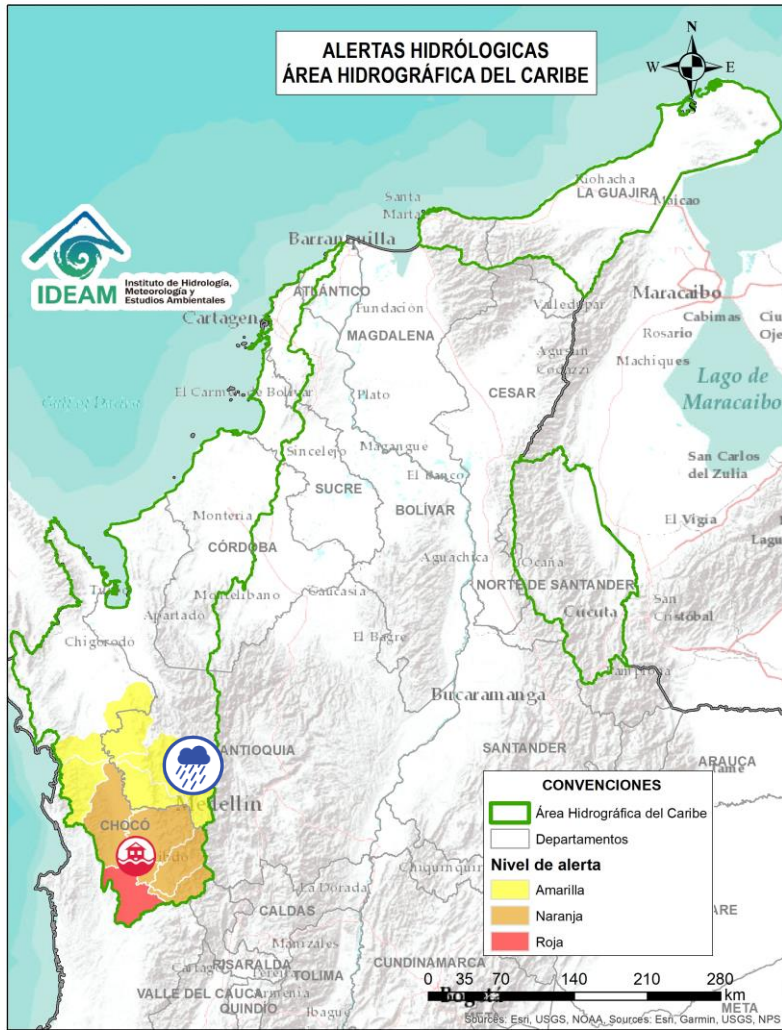 ALERTAS HIDRÓLOGICAS
ÁREA HIDROGRÁFICA DEL CARIBE
N
W
E
S
Riohacha
LA GUAJIRA
Maicao
Santa
Marta
Barranquilla
IDEAM
Instituto de Hidrología,
Meteorología y
Estudios Ambientales
ATLÁNTICO
Cartagena
Fundación
Valledupar
Maracaibo
Cabimas
MAGDALENA
Rosario
Agustín
Codazzi
Machiques
Lago de
Maracaibo
El Carmen de Bolívar
Plato
CESAR
Sincelejo
Magangue
El Banco
San Carlos
del Zulia
SUCRE
BOLÍVAR
Montería
CÓRDOBA
El Vigía
Aguachica
Ocaña
NORTE DE SANTANDER
Montelibano
Caucasia
Apartado
Cucuta
San
Cristóbal
Chigorodo
El Bagre
Pamplona
Bucaramanga
ANTIOQUIA
SANTANDER
ARAUCA
Medellín
CHOCÓ
CONVENCIONES
Área Hidrográfica del Caribe
Departamentos
Nivel de alerta
Amarilla
Naranja
Roja
La Dorada
CALDAS
Manizales
RISARALDA
TOLIMA
CUNDINAMARCA
VALLE DEL CAUCA
Armenia
QUINDÍO
Ibague
Bogotá
META
0 35 70 140 210 280
km
Sources: Esri, USGS, NOAA, Sources: Esri, Garmin, USGS, NPS